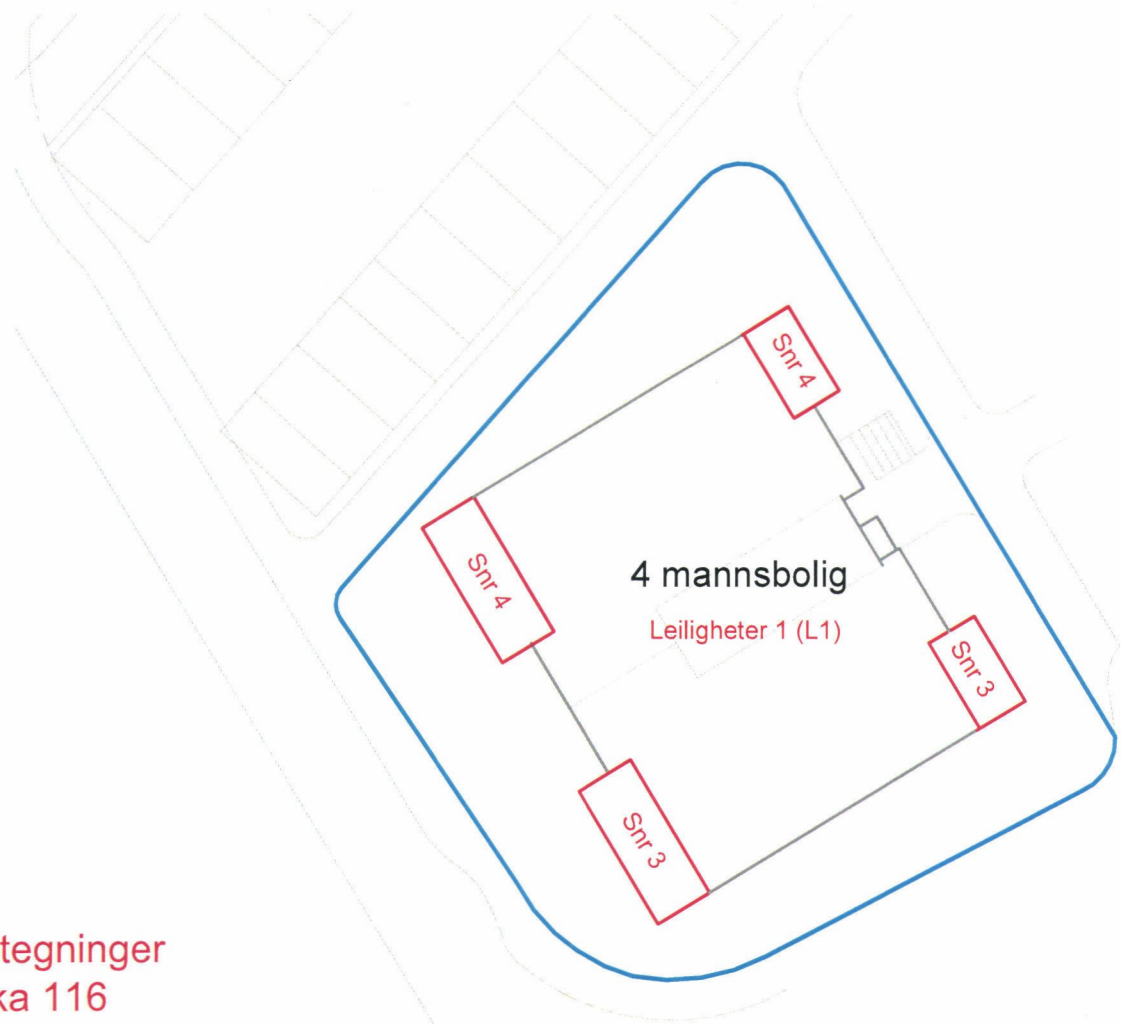 Snr 4
Snr 4
4 mannsbolig
Leiligheter 1 (L1)
Snr 3
Snr 3
tegninger
ka 116